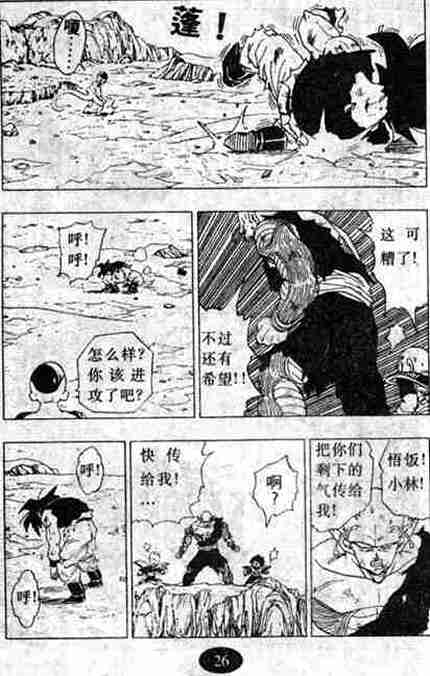 蓬！
嗄
……
这可
糟了！
不过
还有
希望！！
呼！
呼！
怎么样？
你该进
攻了吧？
悟饭！
小林！
把你们
剩下的
气传给
我！
啊？
快传
给我！
…
呼！
呼！
26